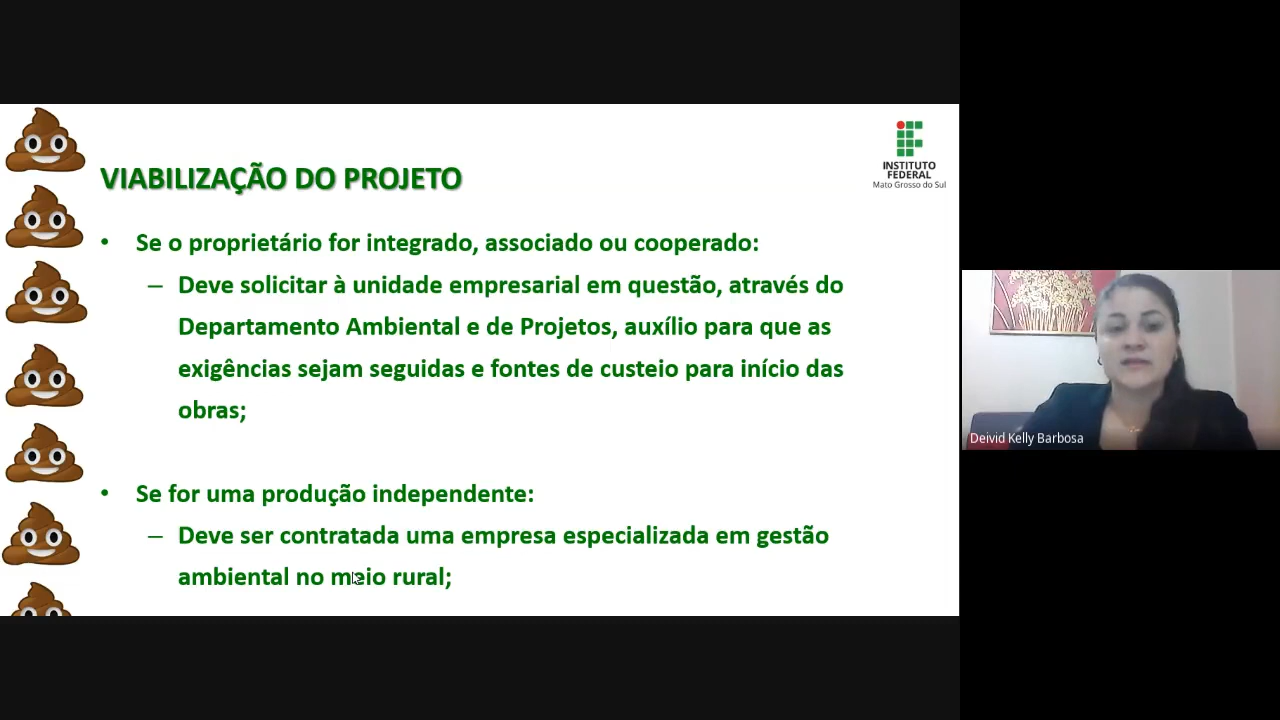 INSTITUTO
FEDERAL
Mato Grosso do Sul
VIABILIZAÇÃO DO PROJETO
• Se o proprietário for integrado, associado ou cooperado:
– Deve solicitar à unidade empresarial em questão, através do
Departamento Ambiental e de Projetos, auxílio para que as
exigências sejam seguidas e fontes de custeio para início das
obras;
• Se for uma produção independente:
– Deve ser contratada uma empresa especializada em gestão
ambiental no meio rural;
Deivid Kelly Barbosa